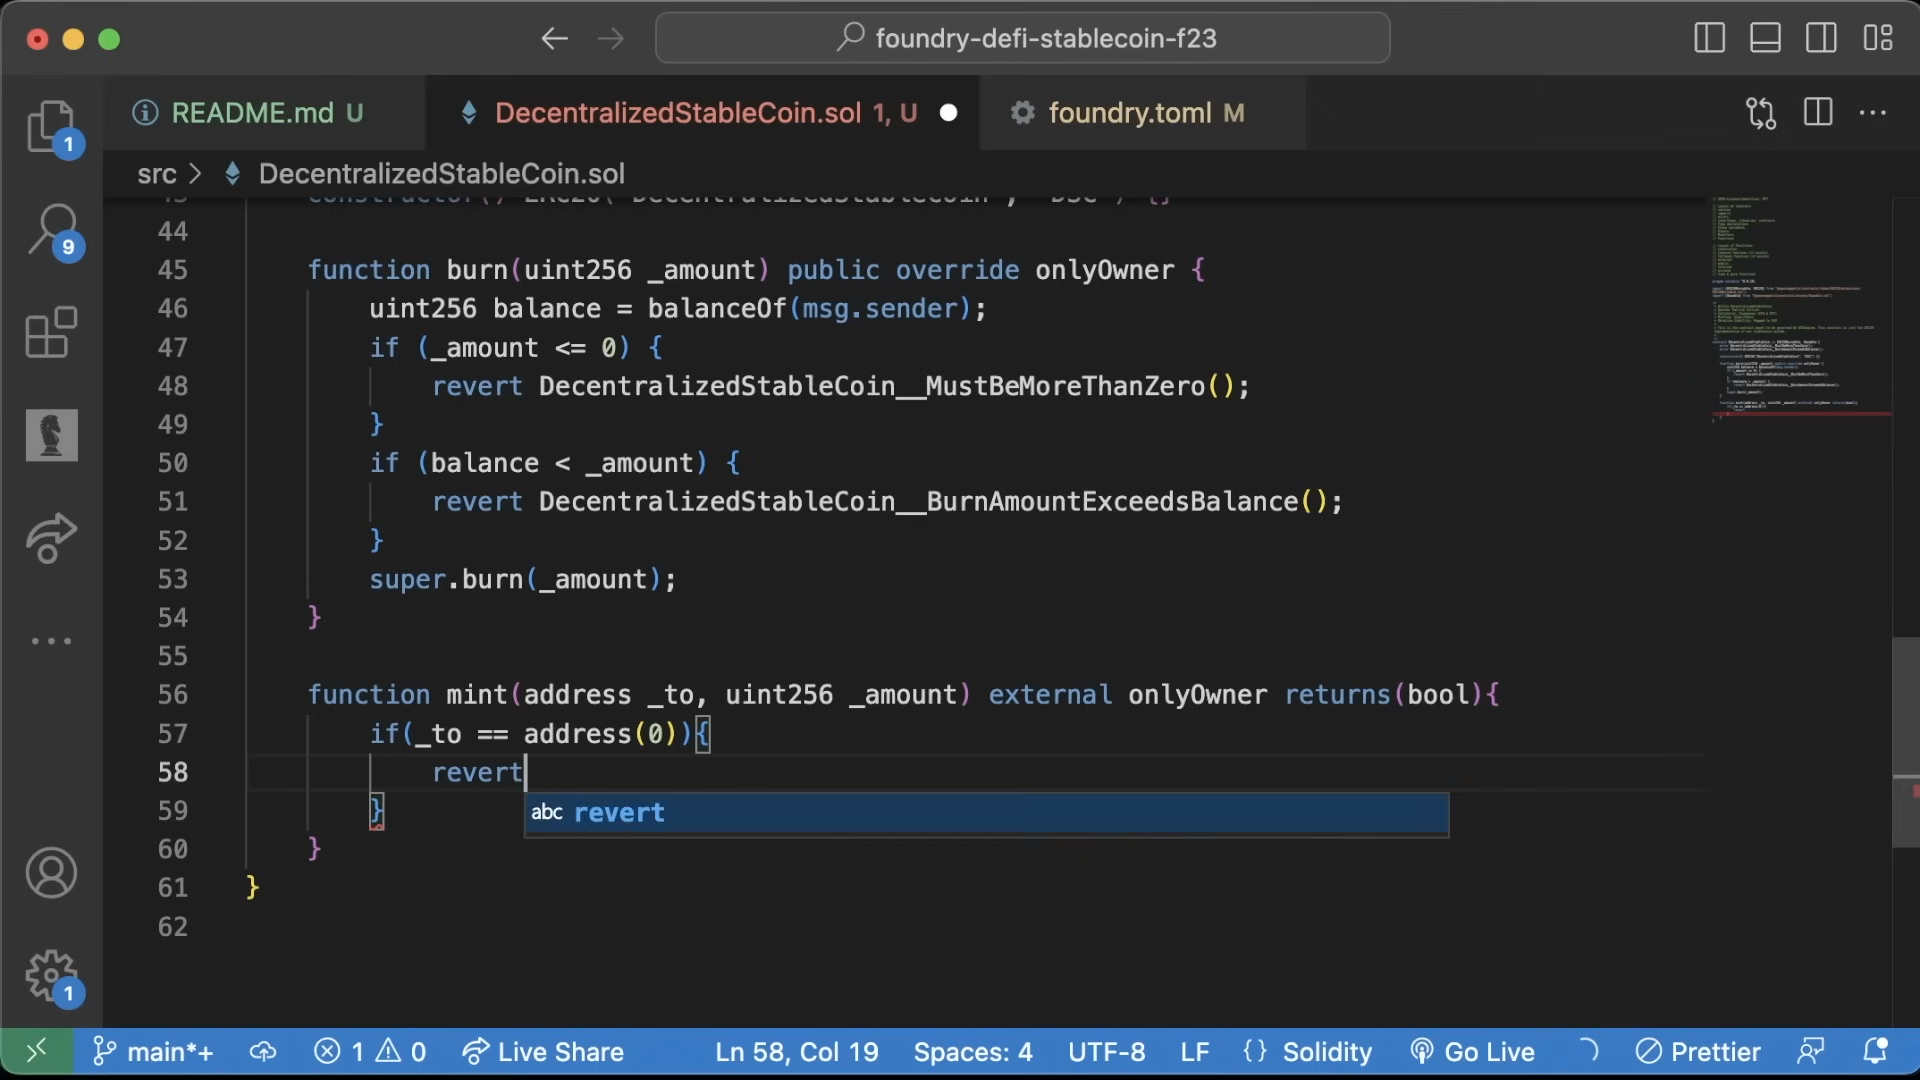 foundry-defi-stablecoin-f23
README.md U
DecentralizedStableCoin.sol 1, U
foundry.toml M
1
src > DecentralizedStableCoin.sol
9
44
45 function burn(uint256 _amount) public override onlyOwner {
46 uint256 balance = balanceOf(msg.sender);
47 if (_amount <= 0) {
48 revert DecentralizedStableCoin__MustBeMoreThanZero();
49 }
50 if (balance < _amount) {
51 revert DecentralizedStableCoin__BurnAmountExceedsBalance();
52 }
53 super.burn(_amount);
54 }
55
56 function mint(address _to, uint256 _amount) external onlyOwner returns(bool){
57 if(_to == address(0)){
58 revert
59 }
abc revert
60 }
61 }
62
1
main*+ 1 0 Live Share Ln 58, Col 19 Spaces: 4 UTF-8 LF {} Solidity Go Live Prettier